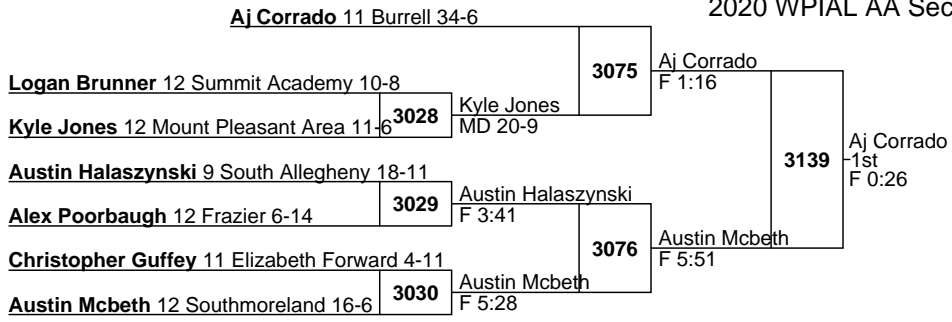 2020 WPIAL AA Sec
Aj Corrado 11 Burrell 34-6
3075
Aj Corrado
F 1:16
Logan Brunner 12 Summit Academy 10-8
3028
Kyle Jones
MD 20-9
Kyle Jones 12 Mount Pleasant Area 11-6
3139
Aj Corrado
1st
F 0:26
Austin Halaszynski 9 South Allegheny 18-11
3029
Austin Halaszynski
F 3:41
Alex Poorbaugh 12 Frazier 6-14
3076
Austin Mcbeth
F 5:51
Christopher Guffey 11 Elizabeth Forward 4-11
3030
Austin Mcbeth
F 5:28
Austin Mcbeth 12 Southmoreland 16-6